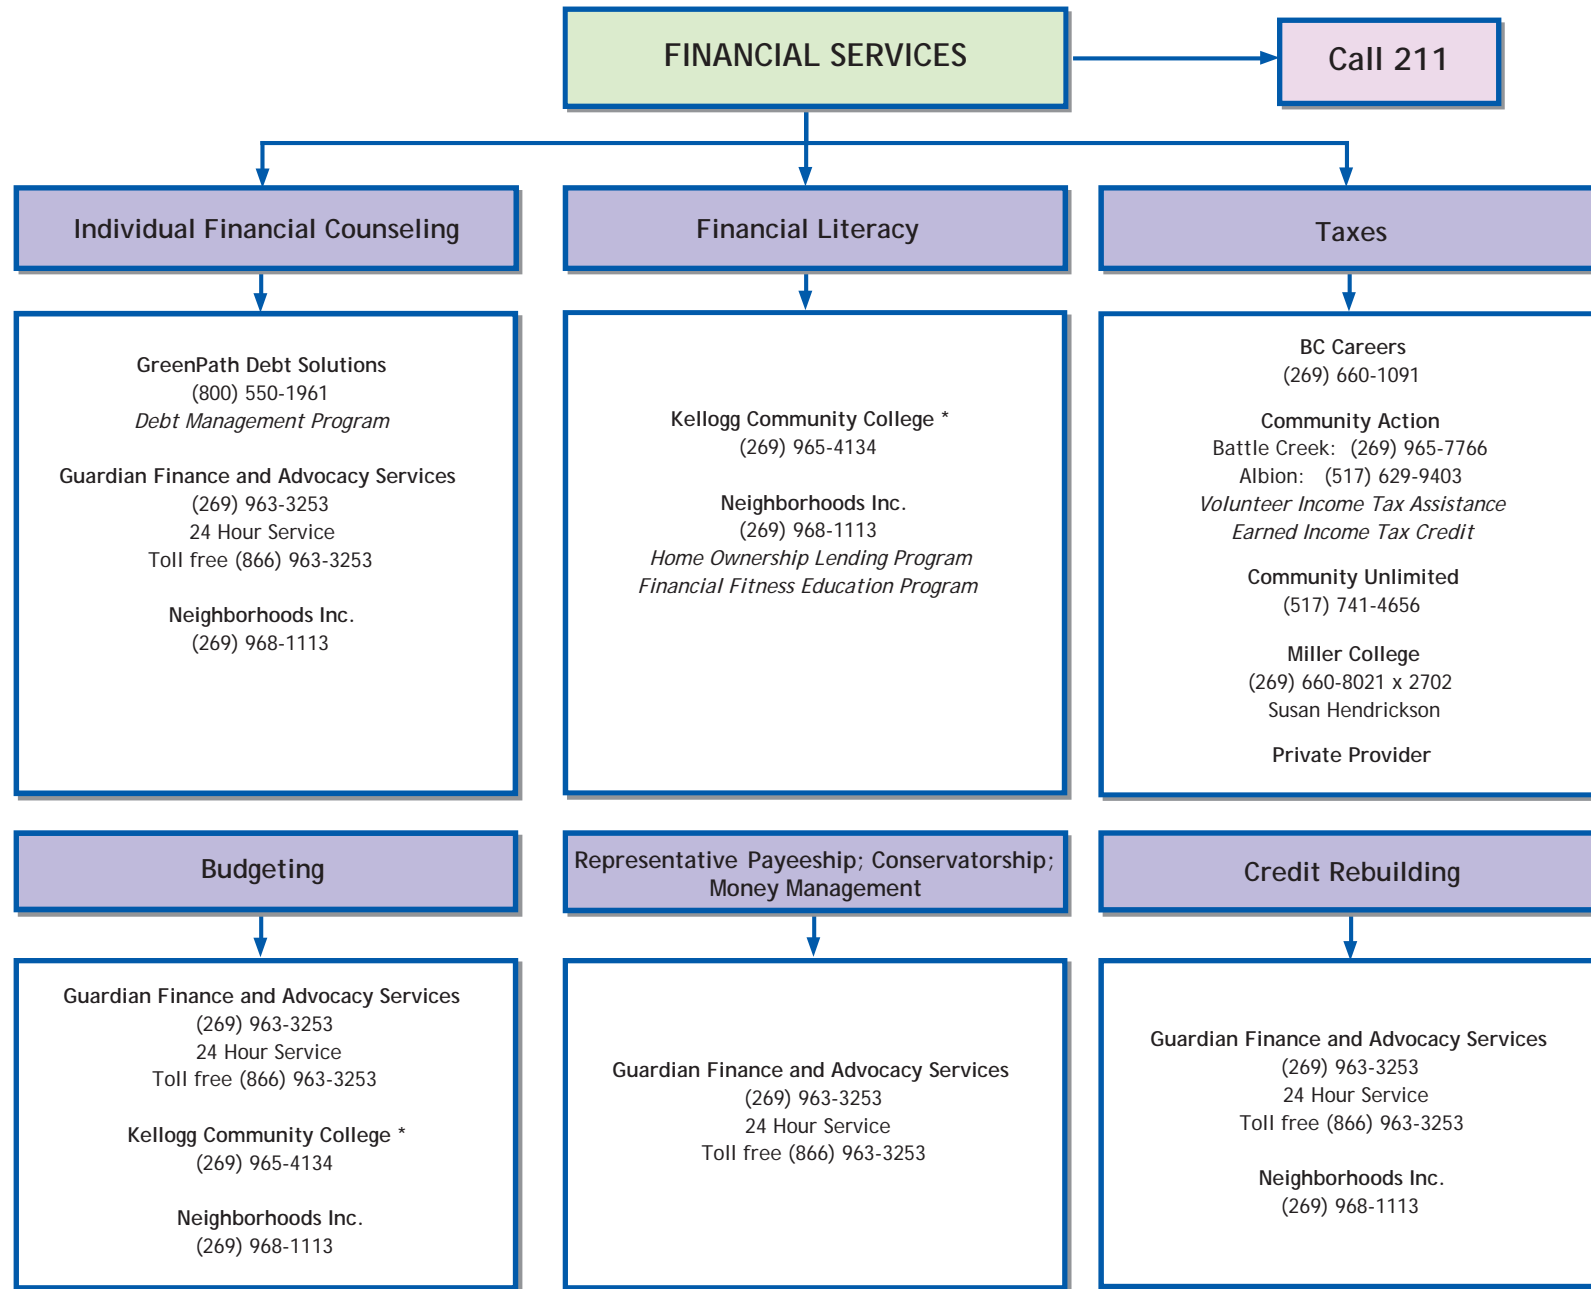 FINANCIAL SERVICES
Call 211
Individual Financial Counseling
GreenPath Debt Solutions
(800) 550-1961
Debt Management Program
Guardian Finance and Advocacy Services
(269) 963-3253
24 Hour Service
Toll free (866) 963-3253
Neighborhoods Inc.
(269) 968-1113
Financial Literacy
Kellogg Community College *
(269) 965-4134
Neighborhoods Inc.
(269) 968-1113
Home Ownership Lending Program
Financial Fitness Education Program
Taxes
BC Careers
(269) 660-1091
Community Action
Battle Creek: (269) 965-7766
Albion: (517) 629-9403
Volunteer Income Tax Assistance
Earned Income Tax Credit
Community Unlimited
(517) 741-4656
Miller College
(269) 660-8021 x 2702
Susan Hendrickson
Private Provider
Budgeting
Guardian Finance and Advocacy Services
(269) 963-3253
24 Hour Service
Toll free (866) 963-3253
Kellogg Community College *
(269) 965-4134
Neighborhoods Inc.
(269) 968-1113
Representative Payeeship; Conservatorship;
Money Management
Guardian Finance and Advocacy Services
(269) 963-3253
24 Hour Service
Toll free (866) 963-3253
Credit Rebuilding
Guardian Finance and Advocacy Services
(269) 963-3253
24 Hour Service
Toll free (866) 963-3253
Neighborhoods Inc.
(269) 968-1113